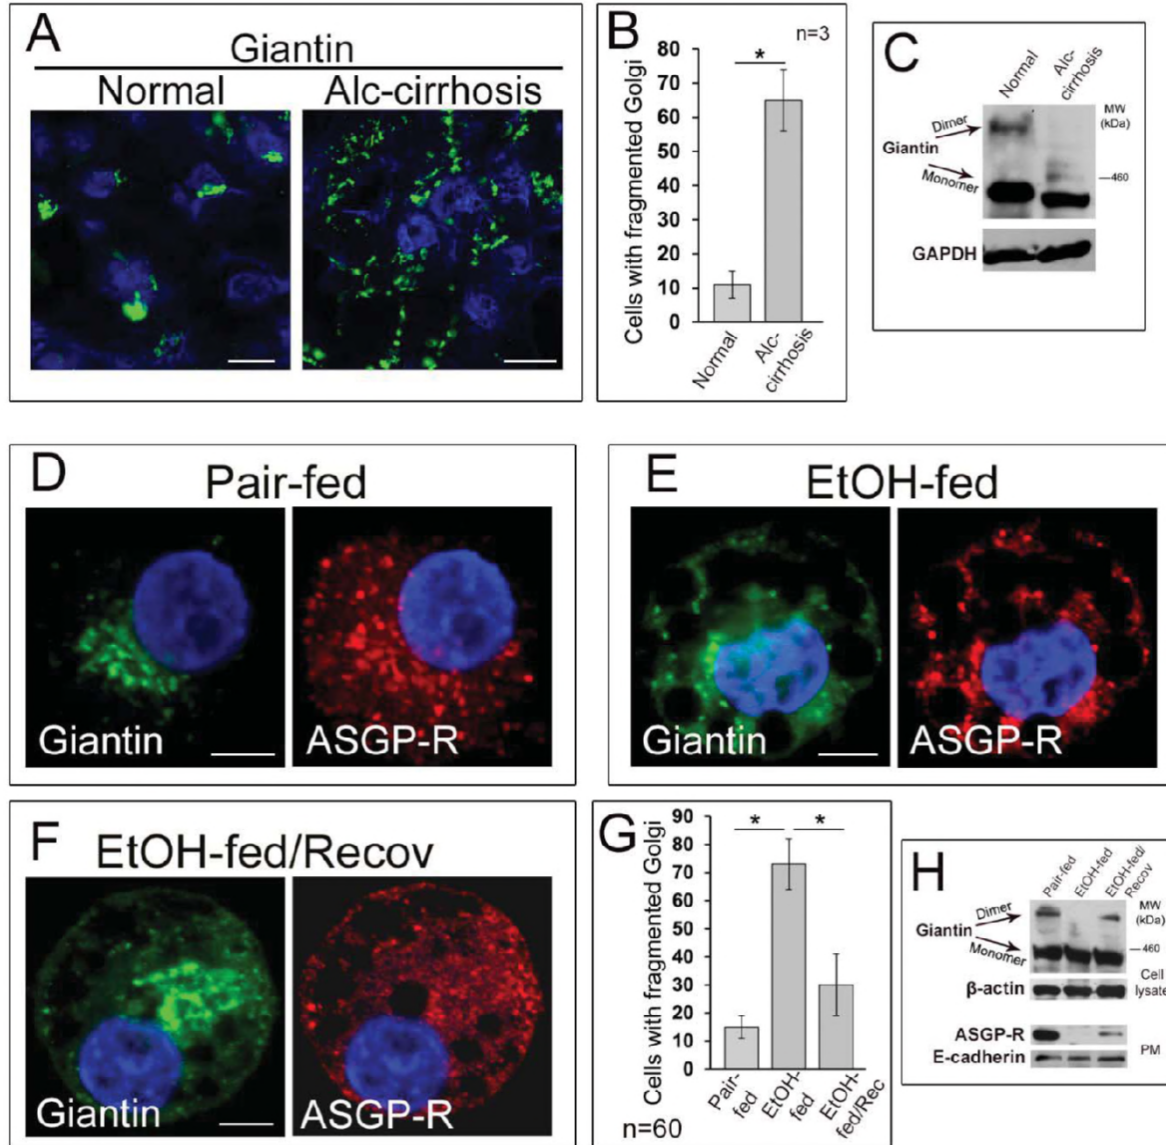 A
Giantin
Normal Alc-cirrhosis
B
n=3
*
Cells with fragmented Golgi
80
70
60
50
40
30
20
10
0
Normal
Alc-
cirrhosis
C
Normal
Alc-
cirrhosis
MW
(kDa)
Dimer
Giantin
Monomer
—460
GAPDH
D
Pair-fed
Giantin
ASGP-R
E
EtOH-fed
Giantin
ASGP-R
F
EtOH-fed/Recov
Giantin
ASGP-R
G
* *
Cells with fragmented Golgi
90
80
70
60
50
40
30
20
10
0
Pair-
fed
EtOH-
fed
EtOH-
fed/Rec
n=60
H
Pair-fed
EtOH-fed
EtOH-fed/
Recov
MW
(kDa)
Dimer
Giantin
Monomer
—460
Cell
lysate
β-actin
ASGP-R
PM
E-cadherin